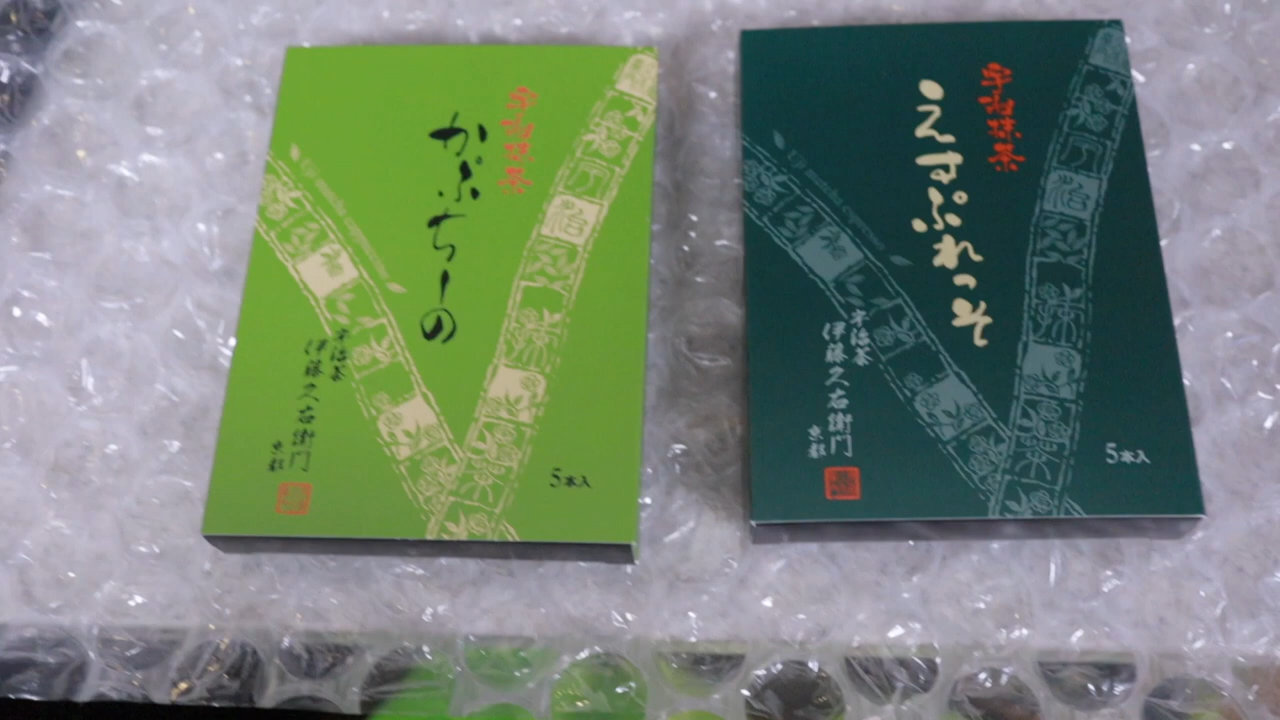 宇治抹茶
かぷちーの
宇治茶
伊藤久右衛門
京都
5本入
宇治抹茶
えすぷれっそ
宇治茶
伊藤久右衛門
京都
5本入